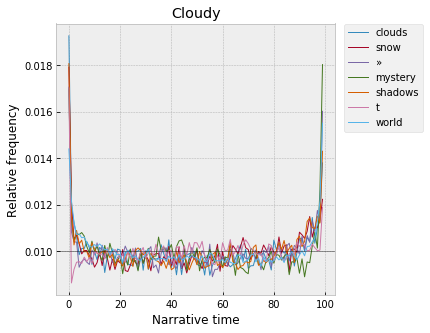 Cloudy
Relative frequency
0.018
0.016
0.014
0.012
0.010
0 20 40 60 80 100
Narrative time
clouds
snow
»
mystery
shadows
t
world